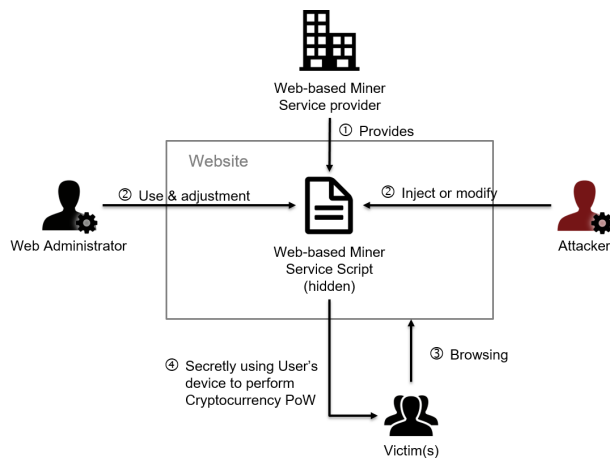 Web-based Miner
Service provider
① Provides
Website
② Use & adjustment
② Inject or modify
Web Administrator
Attacker
Web-based Miner
Service Script
(hidden)
③ Browsing
④ Secretly using User's
device to perform
Cryptocurrency PoW
Victim(s)